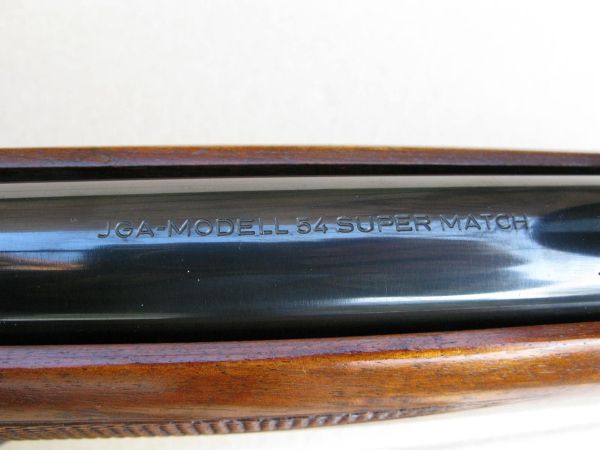 JGA-MODELL 54 SUPER MATCH